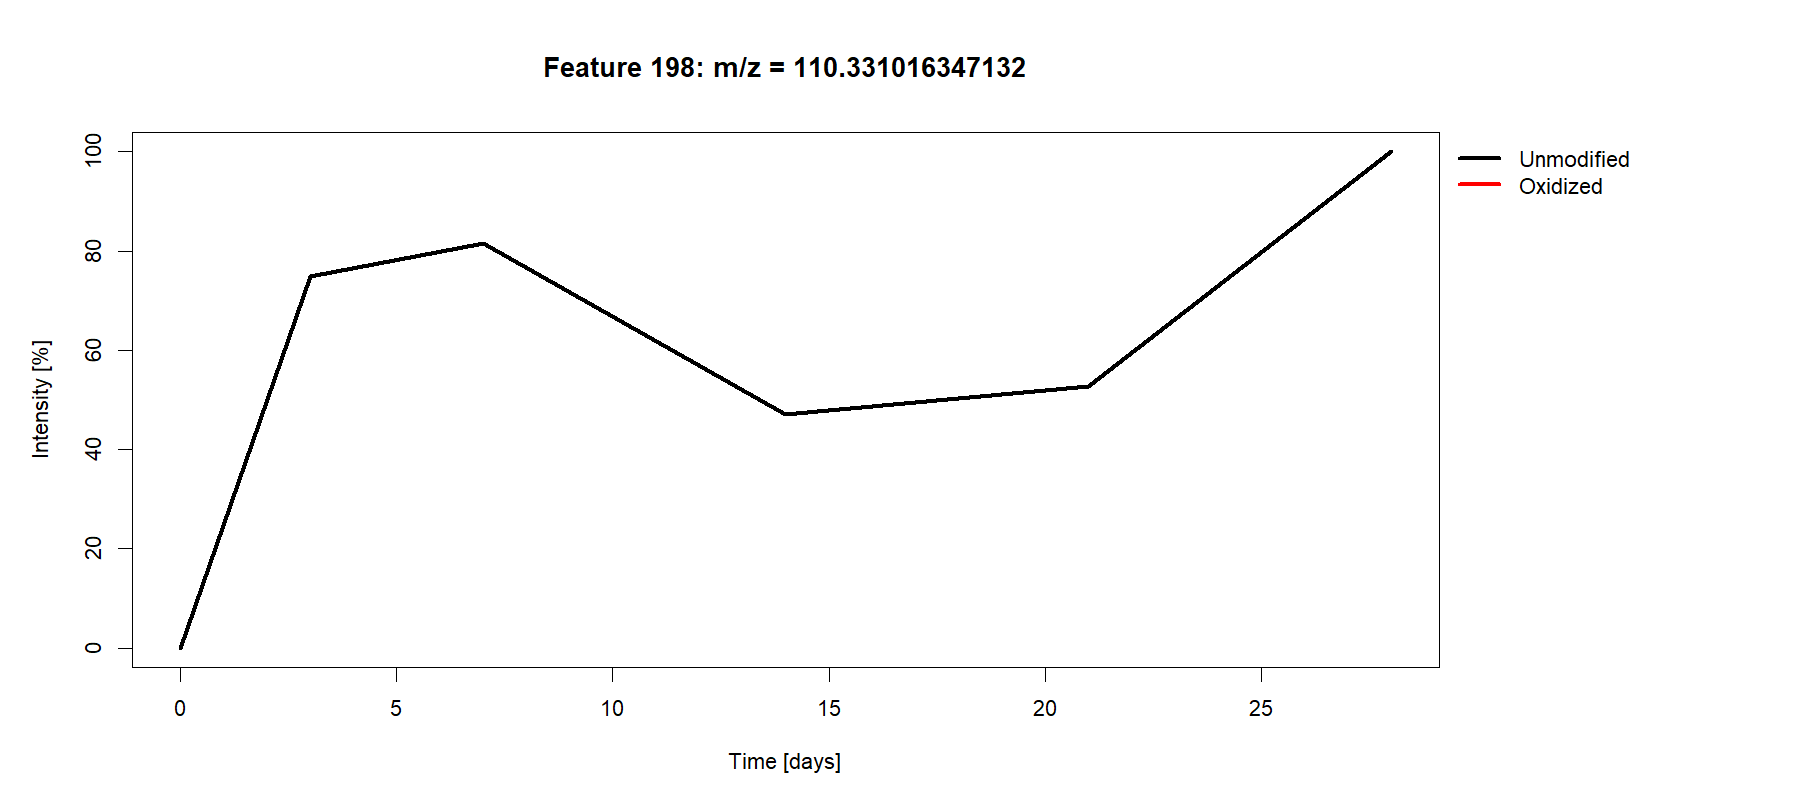 Feature 198: m/z = 110.331016347132
Unmodified
Oxidized
Intensity [%]
100
80
60
40
20
0
0 5 10 15 20 25
Time [days]